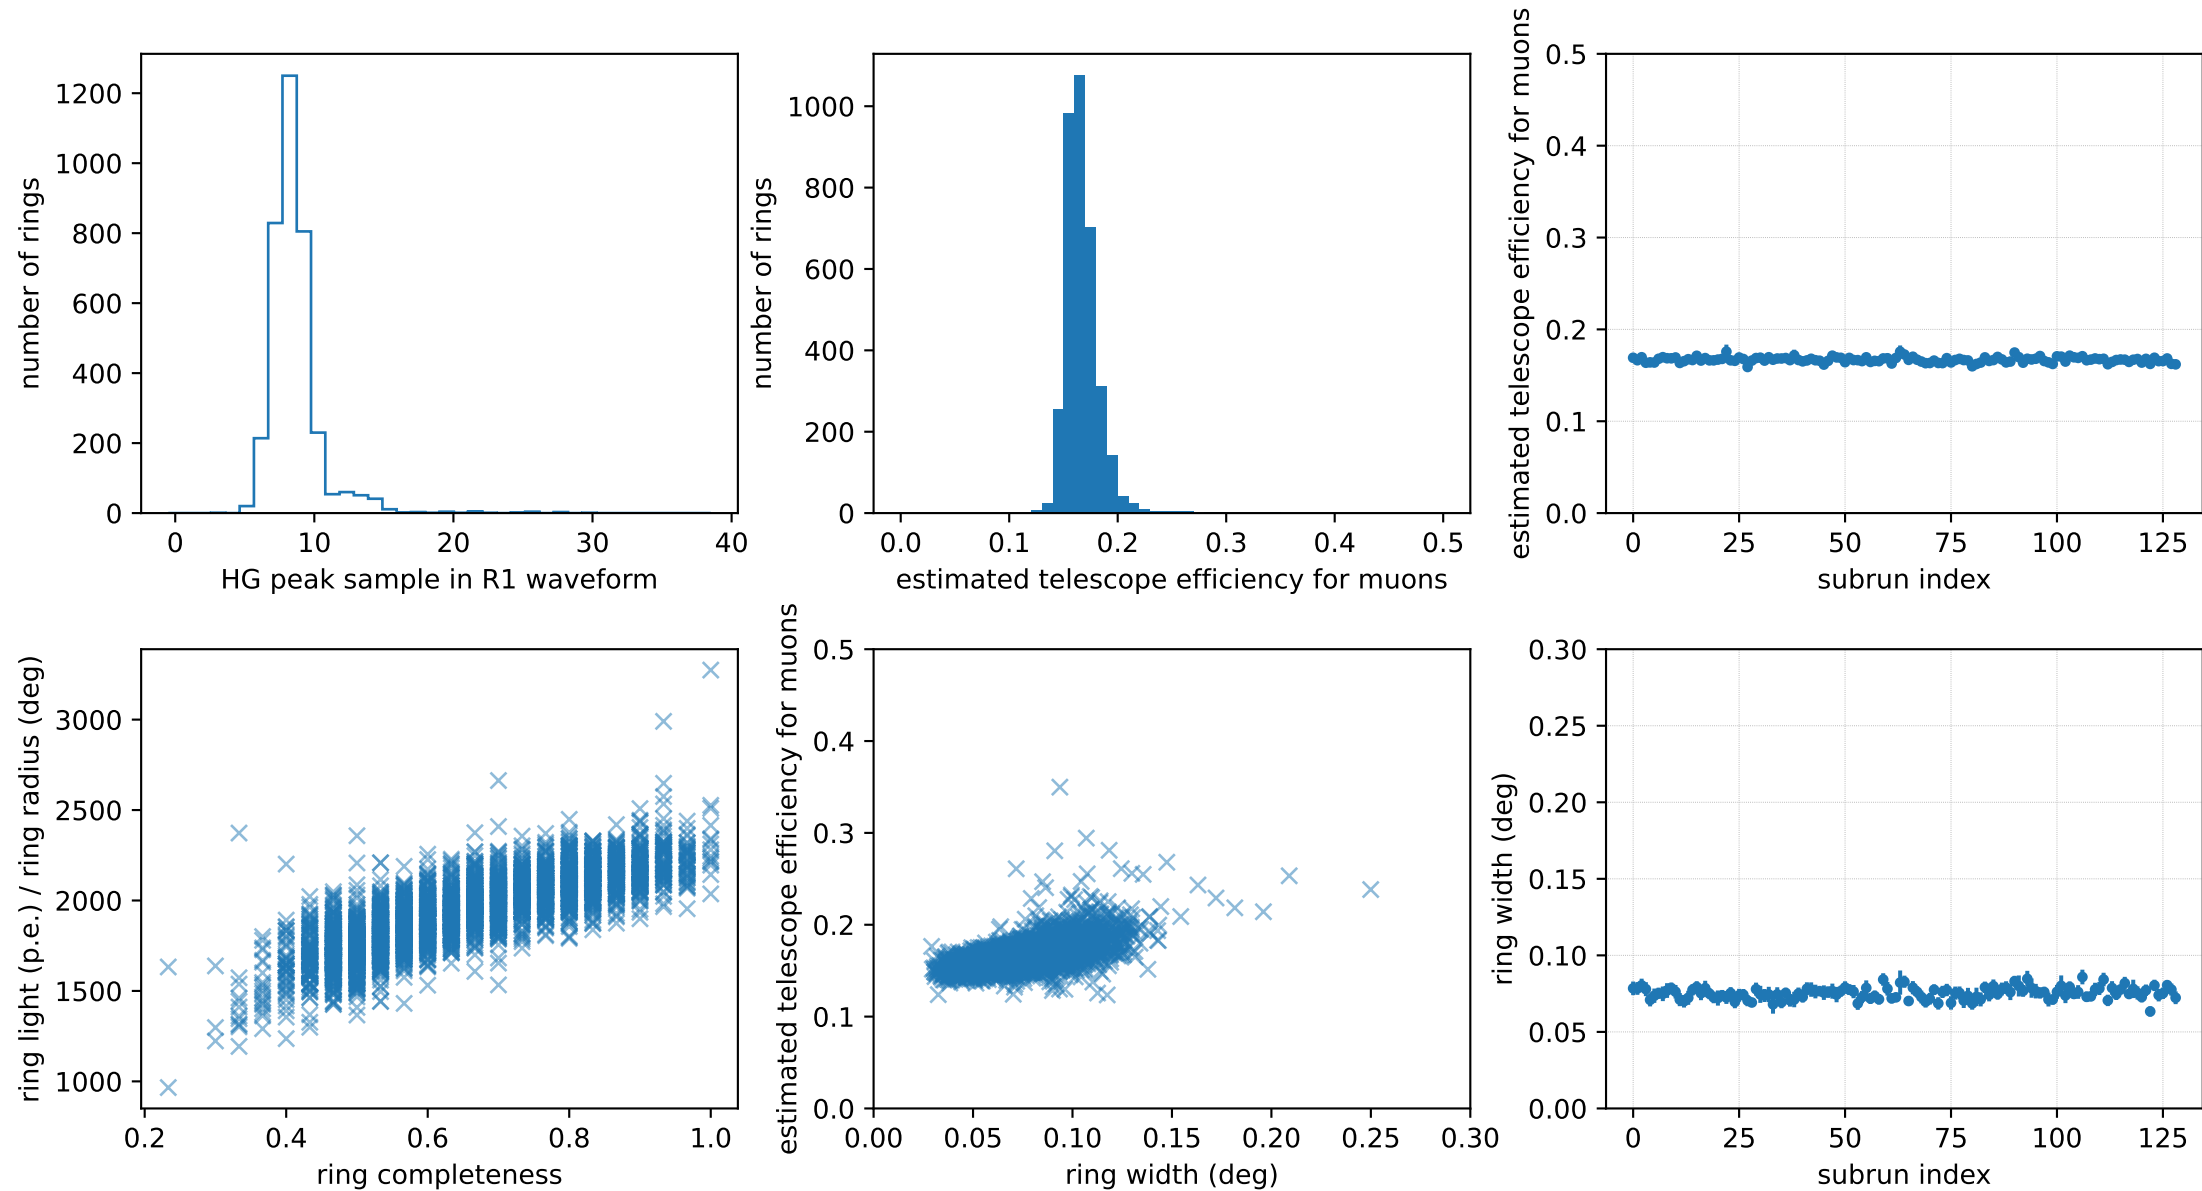 number of rings
1200
1000
800
600
400
200
0
0 10 20 30 40
HG peak sample in R1 waveform
number of rings
1000
800
600
400
200
0
0.0 0.1 0.2 0.3 0.4 0.5
estimated telescope efficiency for muons
estimated telescope efficiency for muons
0.5
0.4
0.3
0.2
0.1
0.0
0 25 50 75 100 125
subrun index
ring light (p.e.) / ring radius (deg)
3000
2500
2000
1500
1000
0.2 0.4 0.6 0.8 1.0
ring completeness
estimated telescope efficiency for muons
0.5
0.4
0.3
0.2
0.1
0.0
0.00 0.05 0.10 0.15 0.20 0.25 0.30
ring width (deg)
ring width (deg)
0.30
0.25
0.20
0.15
0.10
0.05
0.00
0 25 50 75 100 125
subrun index